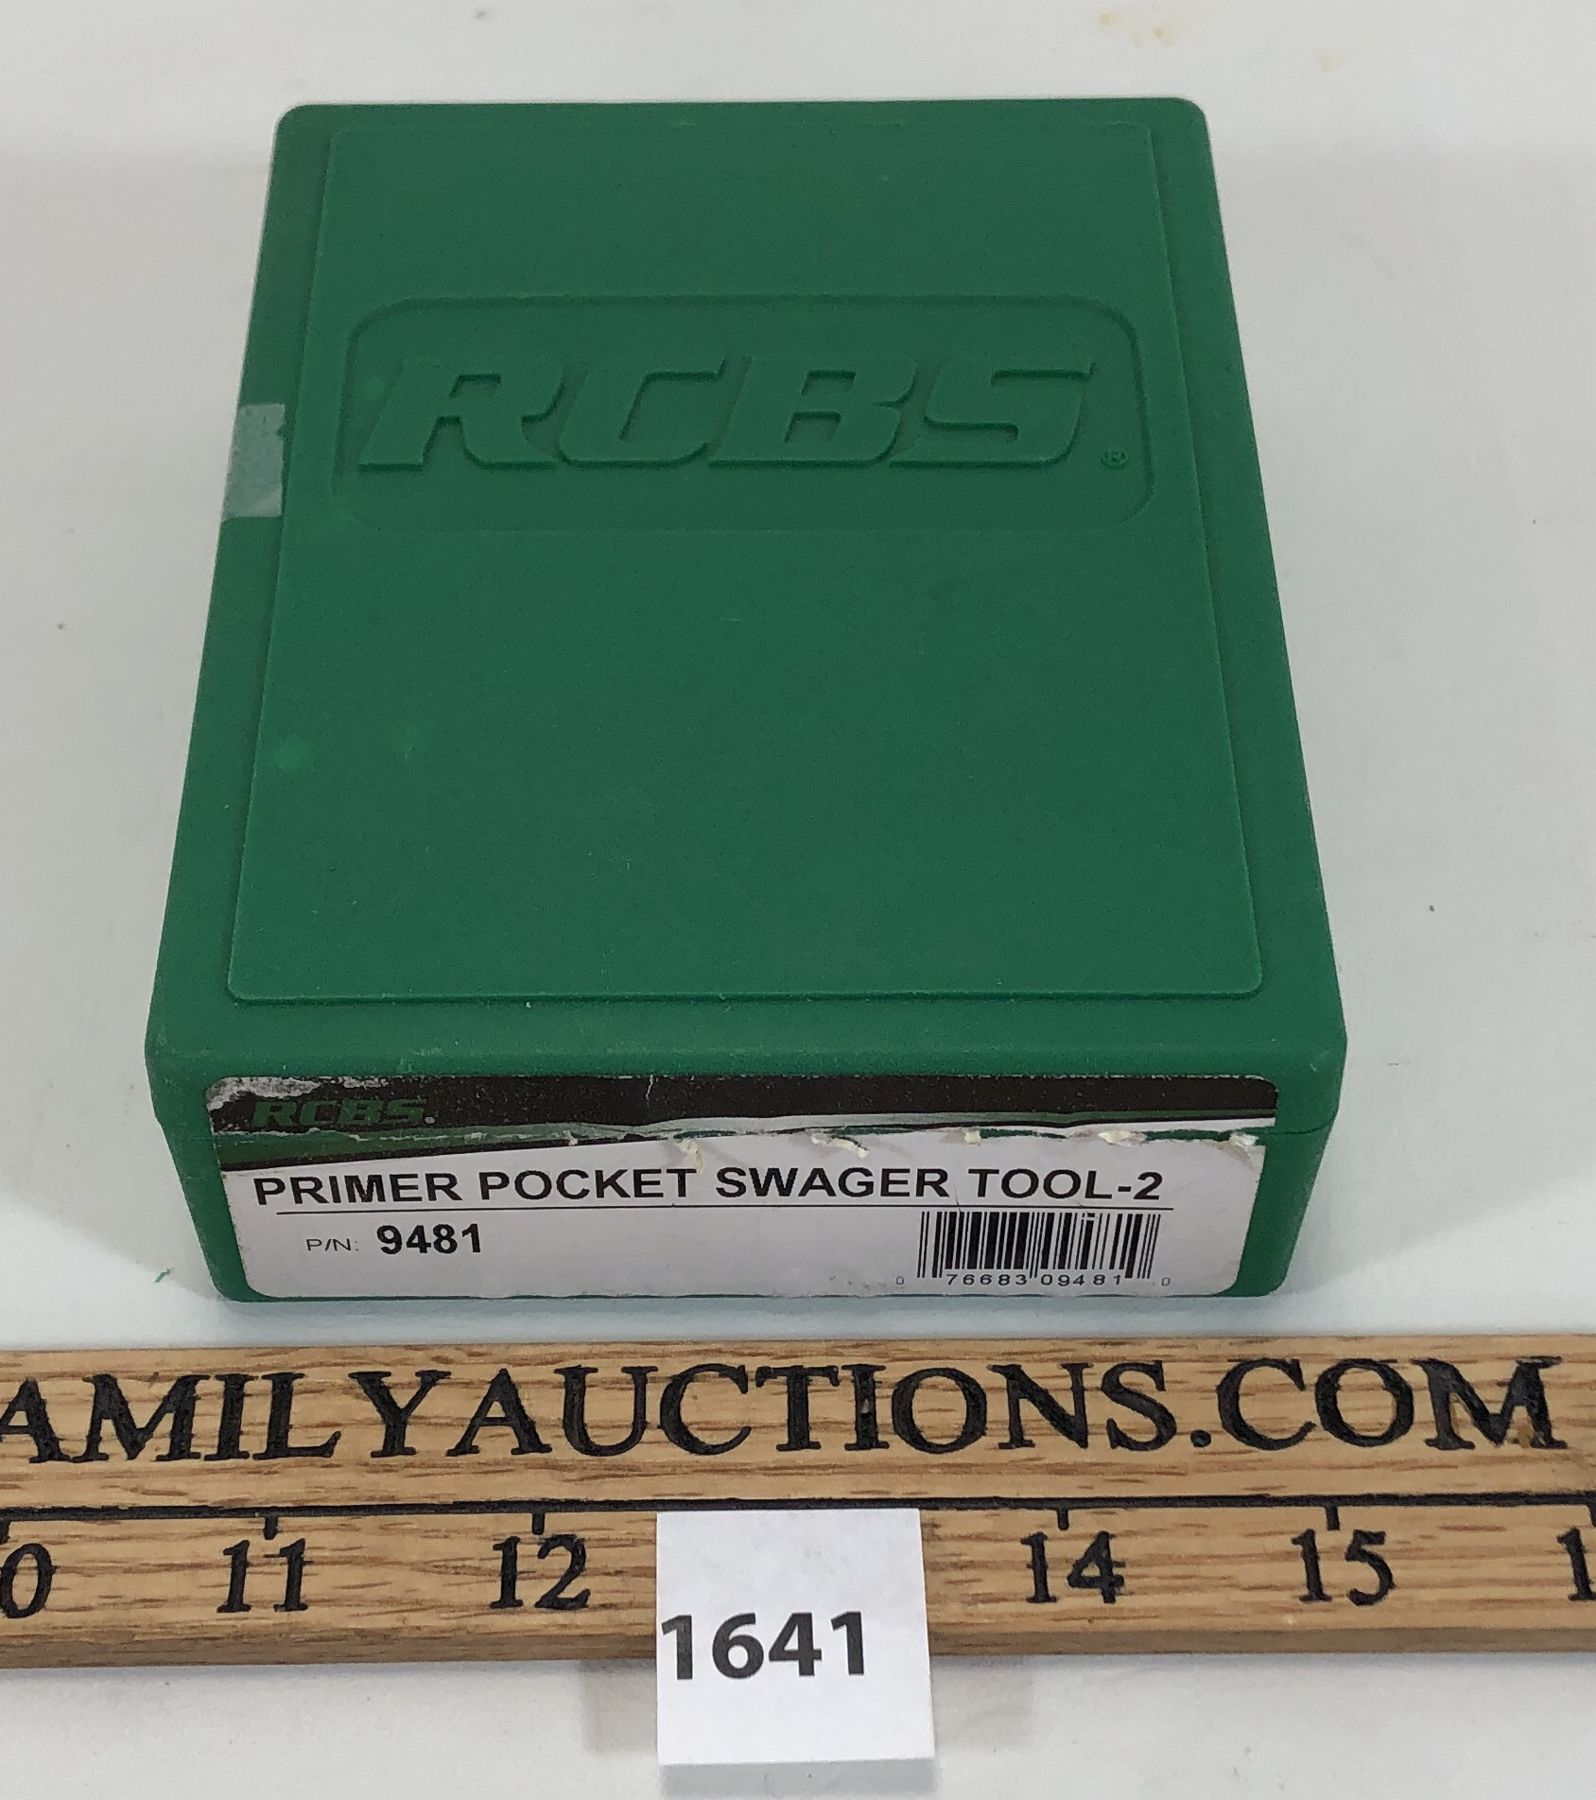 RCBS®
RCBS
PRIMER POCKET SWAGER TOOL-2
P/N: 9481
0 76683 09481 0
AMILYAUCTIONS.COM
0 11 12 14 15 1
1641